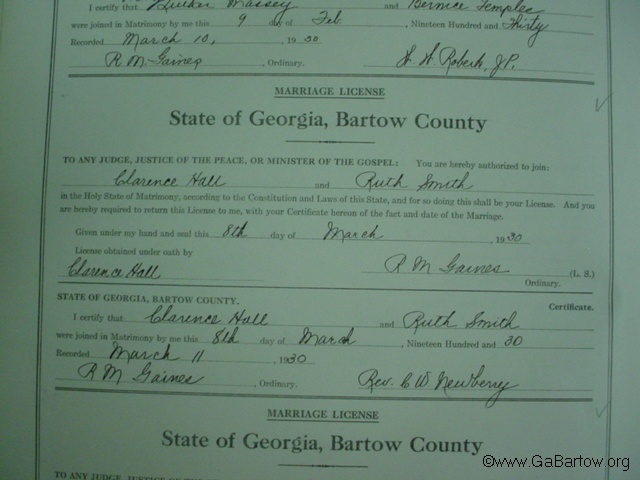 I certify that Massey and Bernice Temples
were joined in Matrimony by me this 9 day of Feb , Nineteen Hundred and Thirty
Recorded March 10, 1930
R M Gaines , Ordinary. J.P.
MARRIAGE LICENSE
State of Georgia, Bartow County
TO ANY JUDGE, JUSTICE OF THE PEACE, OR MINISTER OF THE GOSPEL: You are hereby authorized to join:
Clarence Hall and Ruth Smith
in the Holy State of Matrimony, according to the Constitution and Laws of this State, and for so doing this shall be your License. And you
are hereby required to return this License to me, with your Certificate hereon of the fact and date of the Marriage.
Given under my hand and seal this 8th day of March , 1930
License obtained under oath by
Clarence Hall R M Gaines (L. S.)
Ordinary.
STATE OF GEORGIA, BARTOW COUNTY. Certificate.
I certify that Clarence Hall and Ruth Smith
were joined in Matrimony by me this 8th day of March , Nineteen Hundred and 30
Recorded March 11 1930
R M Gaines , Ordinary. Rev. C W Newberry
MARRIAGE LICENSE
State of Georgia, Bartow County
©www.GaBartow.org